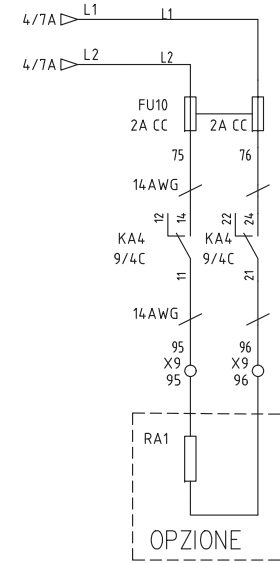 4/7A L1 L1
4/7A L2 L2
FU10
2A CC 2A CC
75 76
14AWG
12 14 22 24
KA4 KA4
9/4C 9/4C
11 21
14AWG
95 96
X9 X9
95 96
RA1
OPZIONE